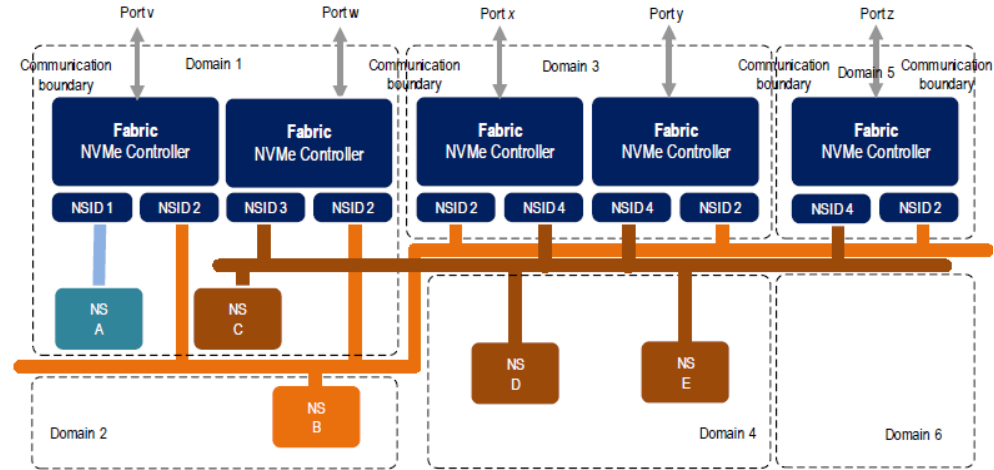 Port v
Port w
Port x
Port y
Port z
Communication
boundary
Domain 1
Communication
boundary
Domain 3
Communication
boundary
Domain 5
Communication
boundary
Fabric
NVMe Controller
Fabric
NVMe Controller
Fabric
NVMe Controller
Fabric
NVMe Controller
Fabric
NVMe Controller
NSID 1
NSID 2
NSID 3
NSID 2
NSID 2
NSID 4
NSID 4
NSID 2
NSID 4
NSID 2
NS
A
NS
C
NS
D
NS
E
NS
B
Domain 2
Domain 4
Domain 6